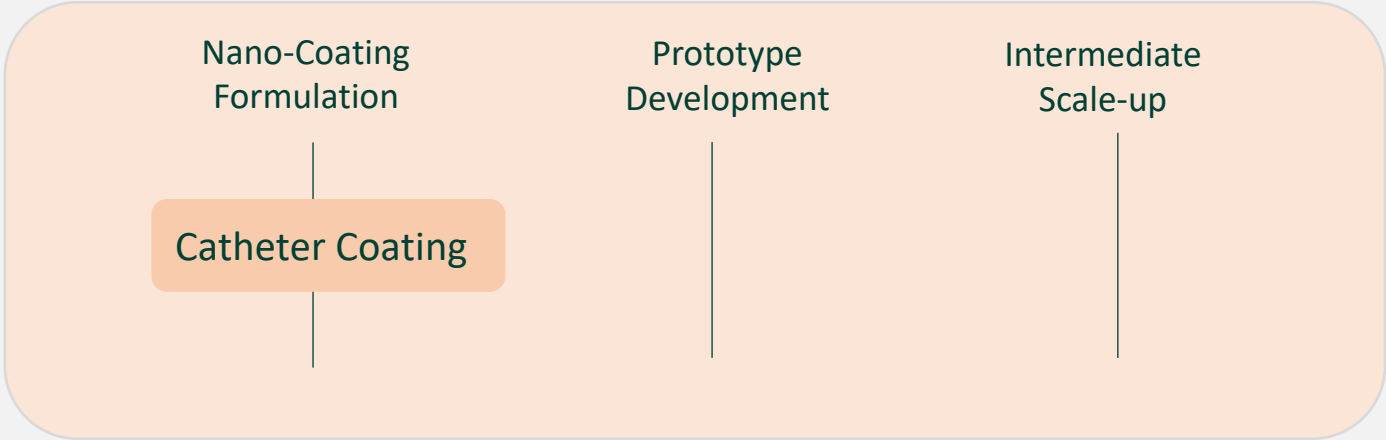 Nano-Coating
Formulation
Prototype
Development
Intermediate
Scale-up
Catheter Coating